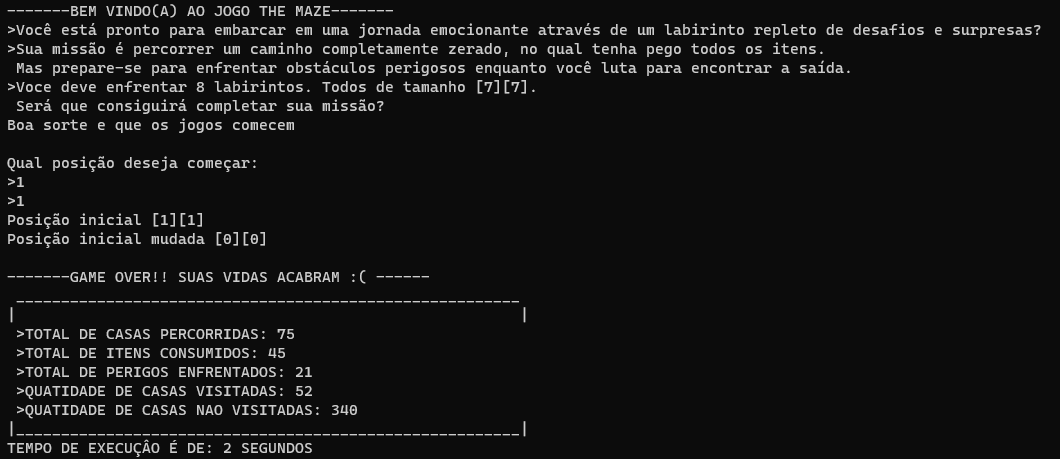 -------BEM VINDO(A) AO JOGO THE MAZE-------
>Você está pronto para embarcar em uma jornada emocionante através de um labirinto repleto de desafios e surpresas?
>Sua missão é percorrer um caminho completamente zerado, no qual tenha pego todos os itens.
 Mas prepare-se para enfrentar obstáculos perigosos enquanto você luta para encontrar a saída.
>Voce deve enfrentar 8 labirintos. Todos de tamanho [7][7].
 Será que consiguirá completar sua missão?
Boa sorte e que os jogos comecem

Qual posição deseja começar:
>1
>1
Posição inicial [1][1]
Posição inicial mudada [0][0]

-------GAME OVER!! SUAS VIDAS ACABRAM :( ------
 ________________________________________________________
|                                                        |
 >TOTAL DE CASAS PERCORRIDAS: 75
 >TOTAL DE ITENS CONSUMIDOS: 45
 >TOTAL DE PERIGOS ENFRENTADOS: 21
 >QUATIDADE DE CASAS VISITADAS: 52
 >QUATIDADE DE CASAS NAO VISITADAS: 340
|________________________________________________________|
TEMPO DE EXECUÇÂO É DE: 2 SEGUNDOS